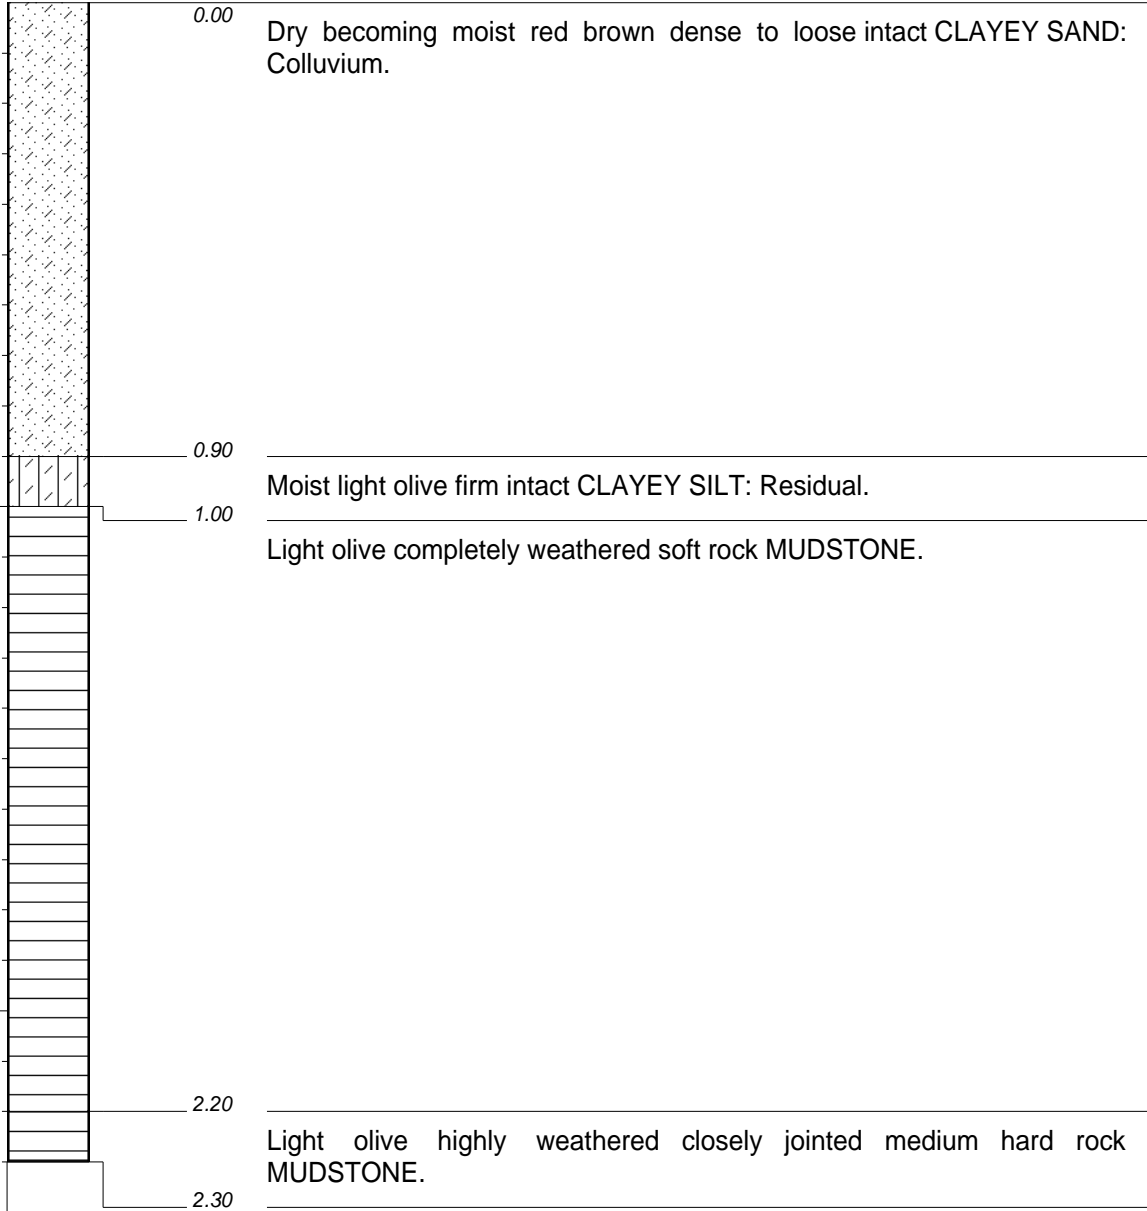 0.00
Dry becoming moist red brown dense to loose intact CLAYEY SAND:
Colluvium.
0.90
Moist light olive firm intact CLAYEY SILT: Residual.
1.00
Light olive completely weathered soft rock MUDSTONE.
2.20
Light olive highly weathered closely jointed medium hard rock
MUDSTONE.
2.30